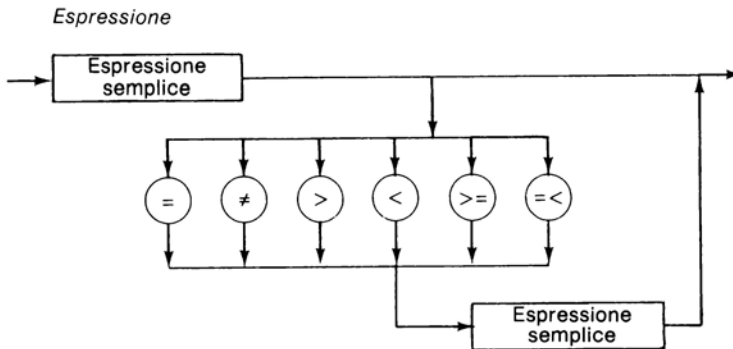 Espressione
Espressione
semplice
= ≠ > < >= =<
Espressione
semplice